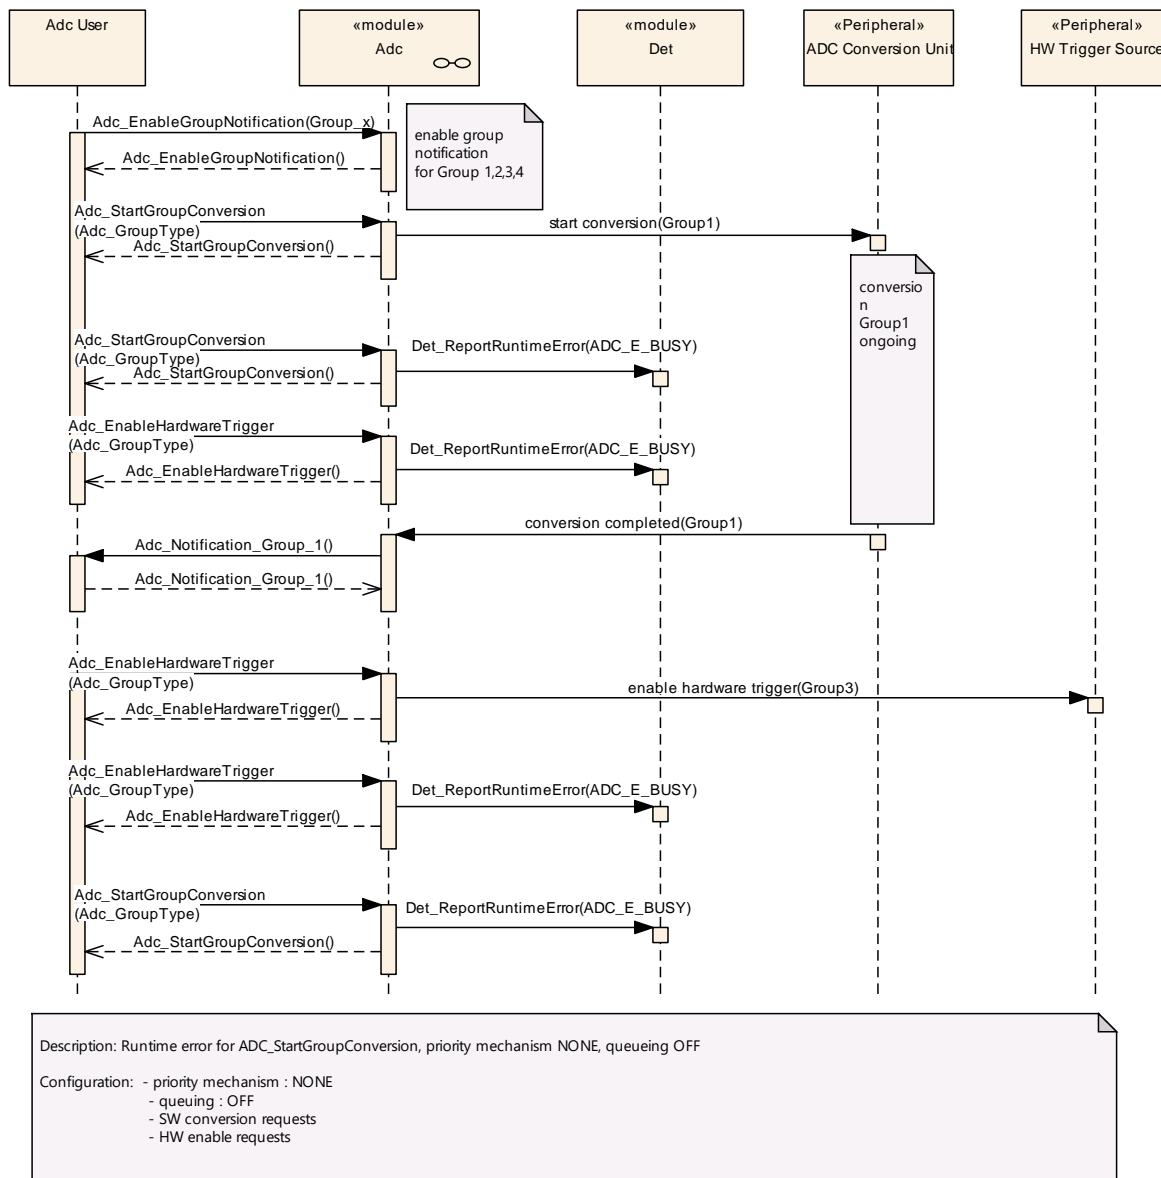 Adc User
«module»
Adc
«module»
Det
«Peripheral»
ADC Conversion Unit
«Peripheral»
HW Trigger Source
Adc_EnableGroupNotification(Group_x)
enable group
notification
for Group 1,2,3,4
Adc_EnableGroupNotification()
Adc_StartGroupConversion
(Adc_GroupType)
start conversion(Group1)
Adc_StartGroupConversion()
conversio
n
Group1
ongoing
Adc_StartGroupConversion
(Adc_GroupType)
Det_ReportRuntimeError(ADC_E_BUSY)
Adc_StartGroupConversion()
Adc_EnableHardwareTrigger
(Adc_GroupType)
Det_ReportRuntimeError(ADC_E_BUSY)
Adc_EnableHardwareTrigger()
conversion completed(Group1)
Adc_Notification_Group_1()
Adc_Notification_Group_1()
Adc_EnableHardwareTrigger
(Adc_GroupType)
enable hardware trigger(Group3)
Adc_EnableHardwareTrigger()
Adc_EnableHardwareTrigger
(Adc_GroupType)
Det_ReportRuntimeError(ADC_E_BUSY)
Adc_EnableHardwareTrigger()
Adc_StartGroupConversion
(Adc_GroupType)
Det_ReportRuntimeError(ADC_E_BUSY)
Adc_StartGroupConversion()
Description: Runtime error for ADC_StartGroupConversion, priority mechanism NONE, queueing OFF
Configuration: - priority mechanism : NONE
- queuing : OFF
- SW conversion requests
- HW enable requests